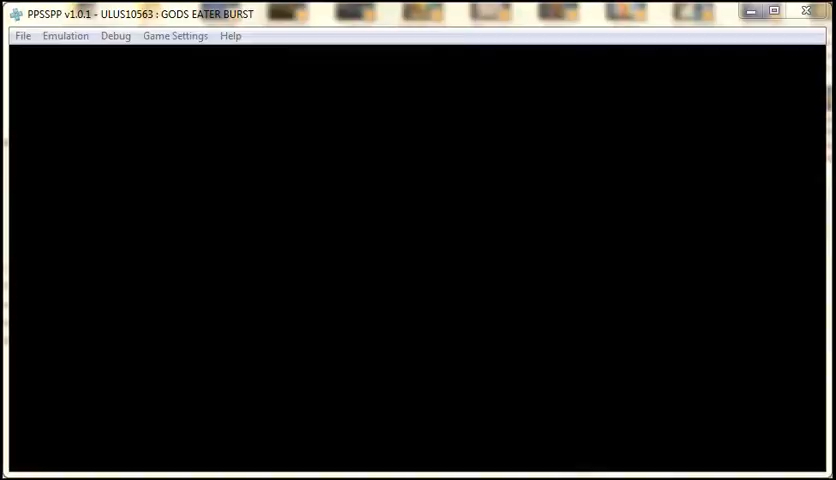 PPSSPP v1.0.1 - ULUS10563 : GODS EATER BURST
File Emulation Debug Game Settings Help